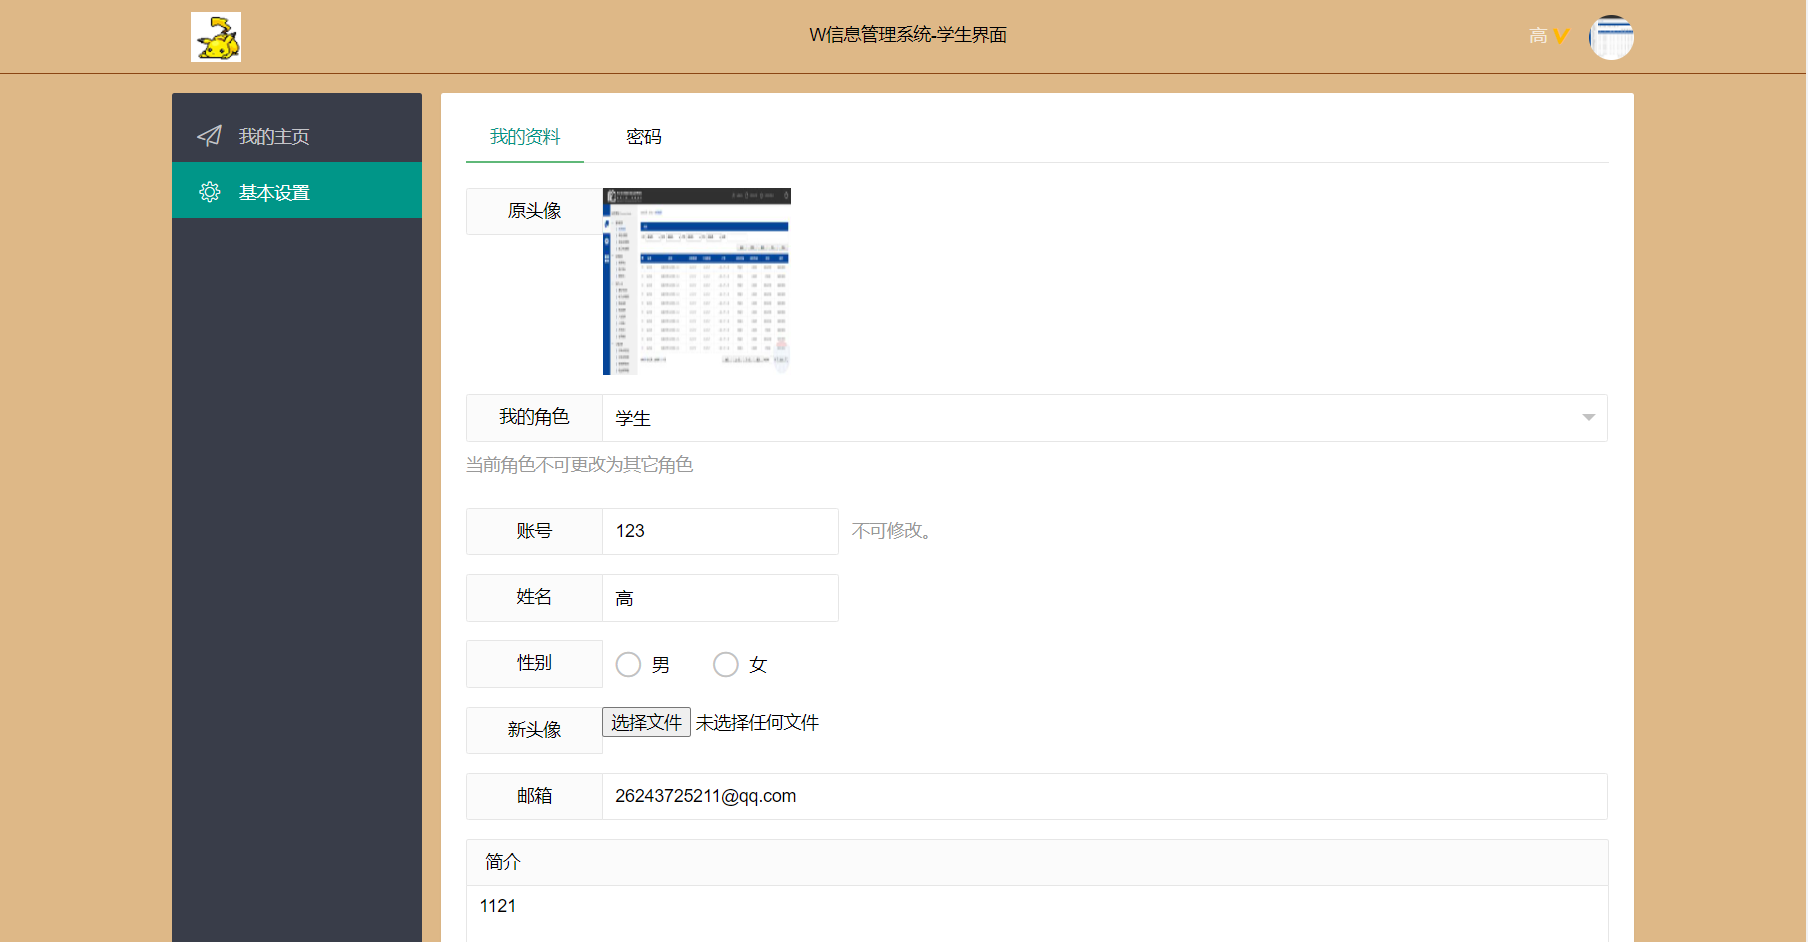 W信息管理系统-学生界面
高
我的主页
基本设置
我的资料
密码
原头像
我的角色
学生
当前角色不可更改为其它角色
账号
123
不可修改。
姓名
高
性别
男
女
新头像
选择文件 未选择任何文件
邮箱
26243725211@qq.com
简介
1121